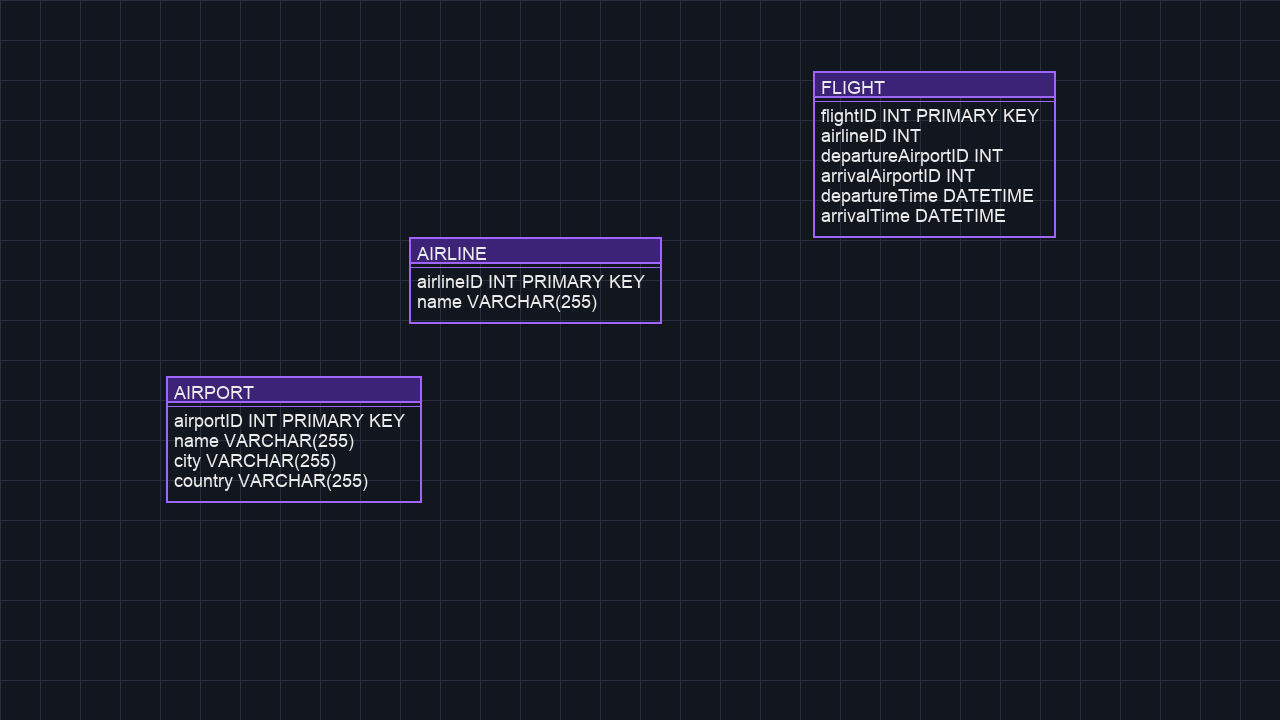 FLIGHT
flightID INT PRIMARY KEY
airlineID INT
departureAirportID INT
arrivalAirportID INT
departureTime DATETIME
arrivalTime DATETIME
AIRLINE
airlineID INT PRIMARY KEY
name VARCHAR(255)
AIRPORT
airportID INT PRIMARY KEY
name VARCHAR(255)
city VARCHAR(255)
country VARCHAR(255)